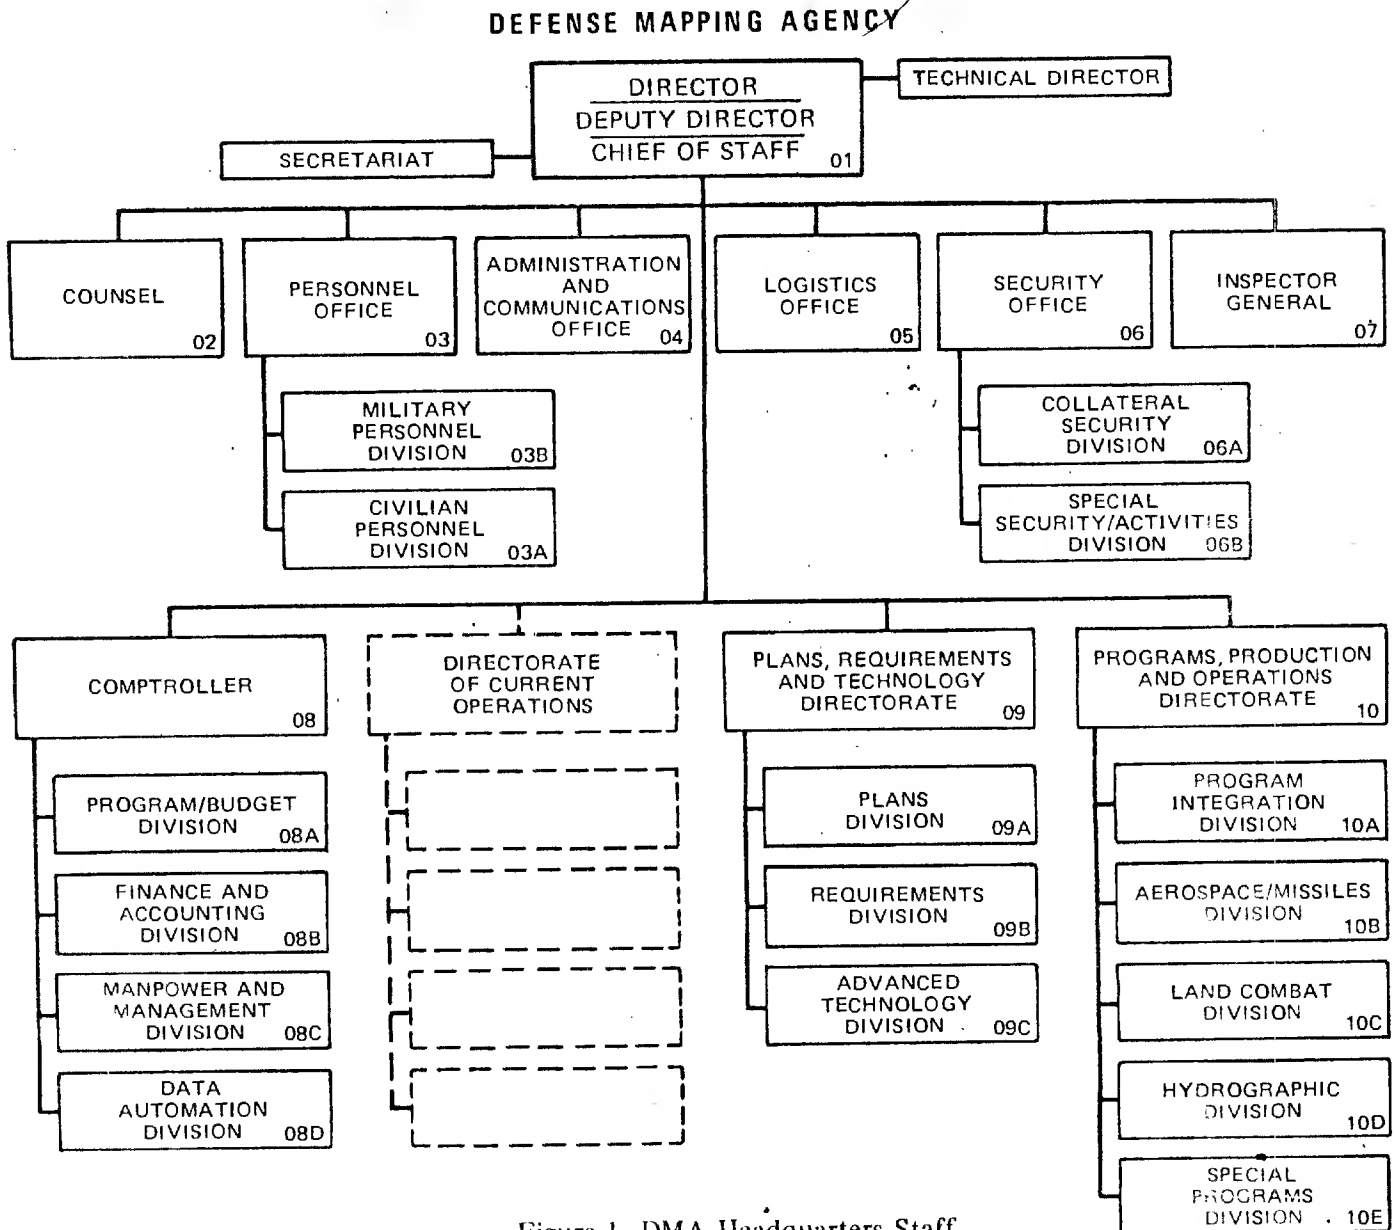 DEFENSE MAPPING AGENCY
DIRECTOR
DEPUTY DIRECTOR
CHIEF OF STAFF 01
TECHNICAL DIRECTOR
SECRETARIAT
COUNSEL
02
PERSONNEL
OFFICE
03
ADMINISTRATION
AND
COMMUNICATIONS
OFFICE 04
LOGISTICS
OFFICE
05
SECURITY
OFFICE
06
INSPECTOR
GENERAL
07
MILITARY
PERSONNEL
DIVISION 03B
CIVILIAN
PERSONNEL
DIVISION 03A
COLLATERAL
SECURITY
DIVISION 06A
SPECIAL
SECURITY/ACTIVITIES
DIVISION 06B
COMPTROLLER
08
PROGRAM/BUDGET
DIVISION
08A
FINANCE AND
ACCOUNTING
DIVISION 08B
MANPOWER AND
MANAGEMENT
DIVISION 08C
DATA
AUTOMATION
DIVISION 08D
DIRECTORATE
OF CURRENT
OPERATIONS
PLANS, REQUIREMENTS
AND TECHNOLOGY
DIRECTORATE 09
PLANS
DIVISION
09A
REQUIREMENTS
DIVISION
09B
ADVANCED
TECHNOLOGY
DIVISION 09C
PROGRAMS, PRODUCTION
AND OPERATIONS
DIRECTORATE
10
PROGRAM
INTEGRATION
DIVISION 10A
AEROSPACE/MISSILES
DIVISION
10B
LAND COMBAT
DIVISION
10C
HYDROGRAPHIC
DIVISION
10D
SPECIAL
PROGRAMS
DIVISION 10E
Figure 1. DMA Headquarters Staff